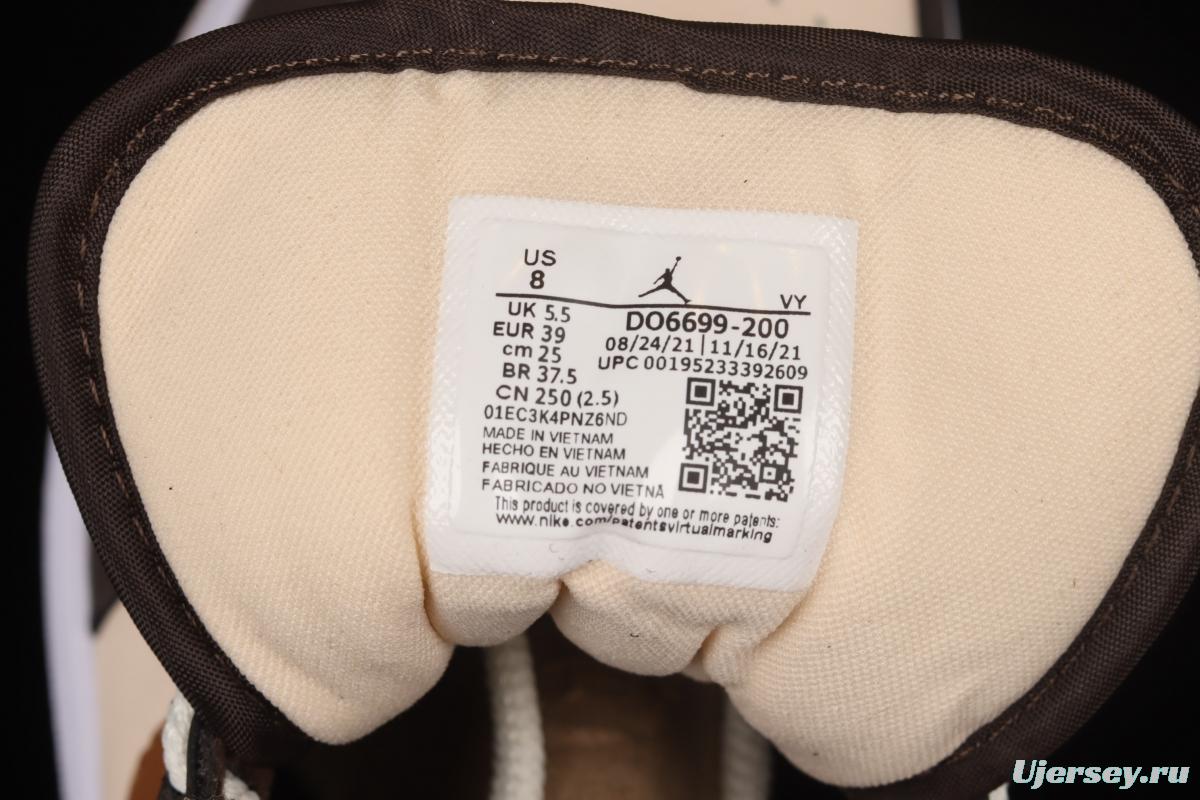 US
8
VY
UK 5.5
EUR 39
cm 25
BR 37.5
CN 250 (2.5)
DO6699-200
08/24/21 | 11/16/21
UPC 00195233392609
01EC3K4PNZ6ND
MADE IN VIETNAM
HECHO EN VIETNAM
FABRIQUE AU VIETNAM
FABRICADO NO VIETNA
This product is covered by one or more patents:
www.nike.com/patentsvirtualmarking
Ujersey.ru